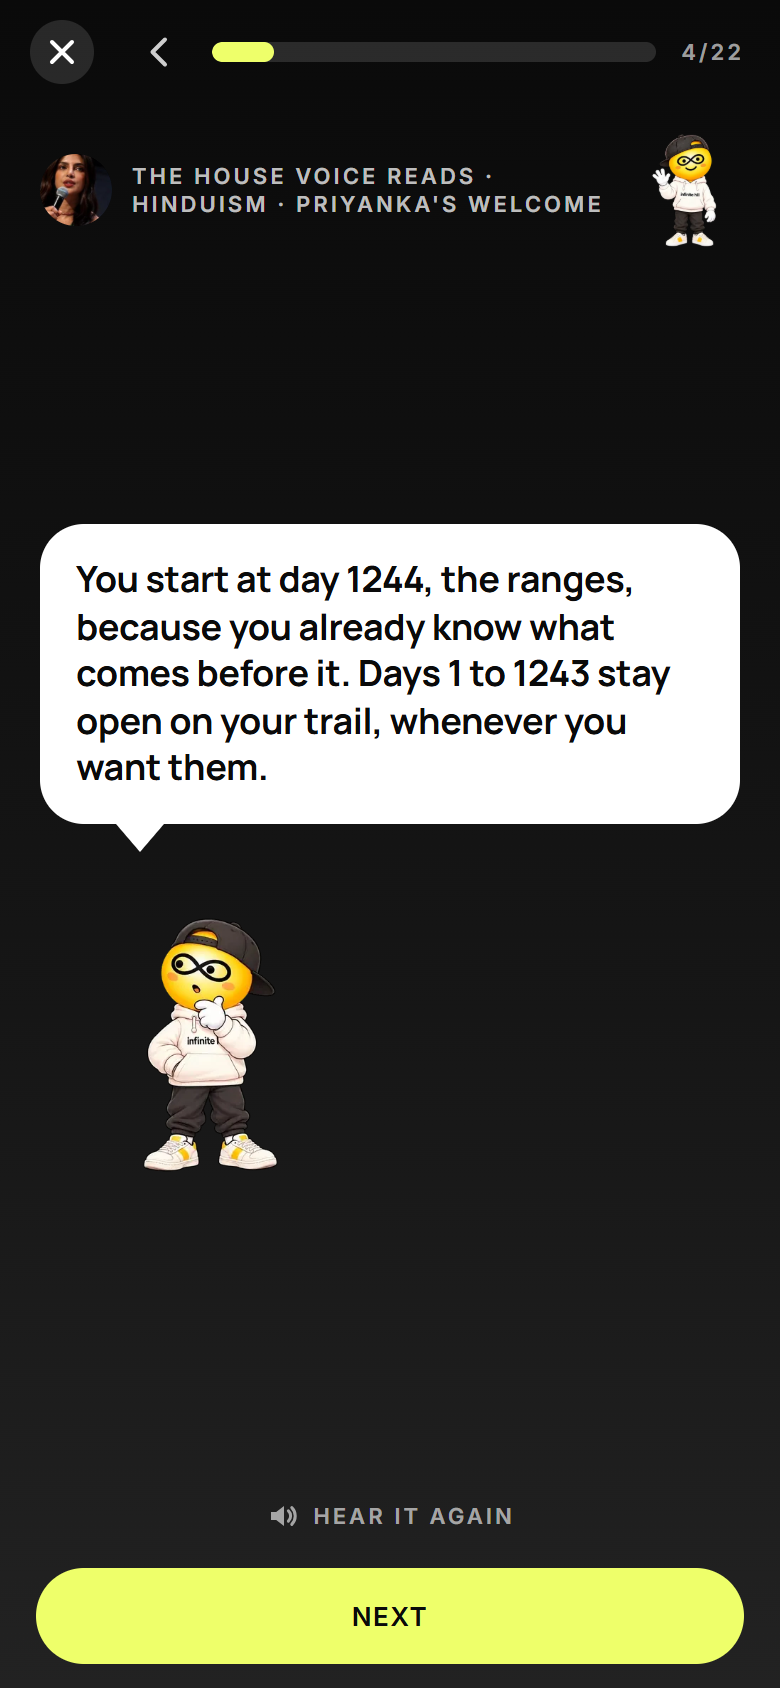 4/22
THE HOUSE VOICE READS ·
HINDUISM · PRIYANKA'S WELCOME
You start at day 1244, the ranges,
because you already know what
comes before it. Days 1 to 1243 stay
open on your trail, whenever you
want them.
infinite
HEAR IT AGAIN
NEXT